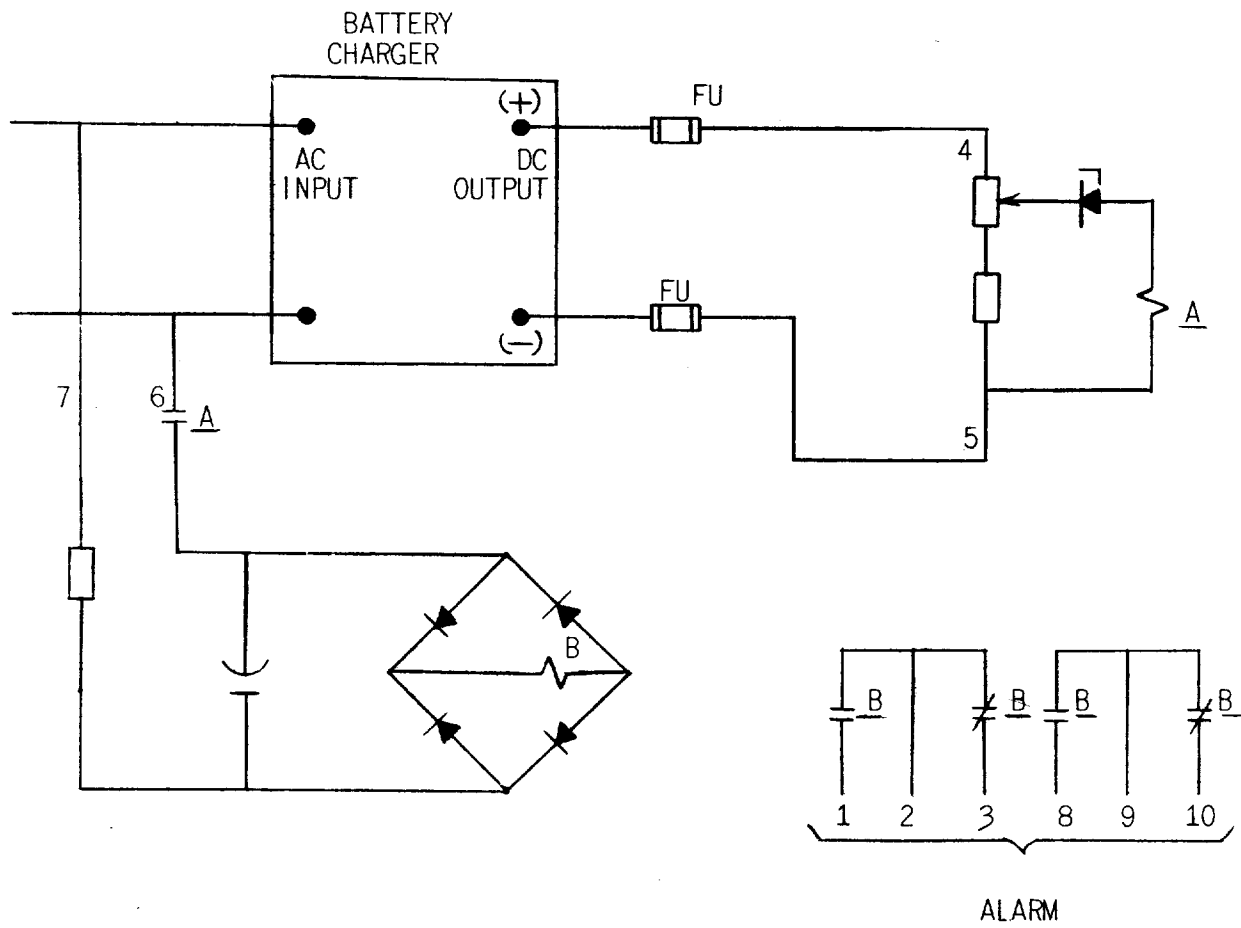 BATTERY
CHARGER
(+)
FU
AC
INPUT
DC
OUTPUT
4
FU
(—)
A
7
6
A
5
B
B
B
B
B
1
2
3
8
9
10
ALARM